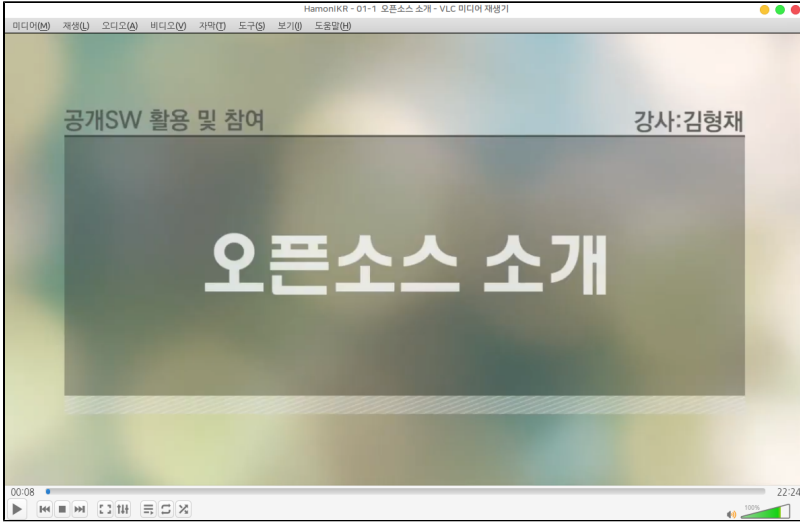 HamoniKR - 01-1 오픈소스 소개 - VLC 미디어 재생기
미디어(M) 재생(L) 오디오(A) 비디오(V) 자막(T) 도구(S) 보기(I) 도움말(H)
공개SW 활용 및 참여 강사:김형채
오픈소스 소개
00:08 22:24
100%